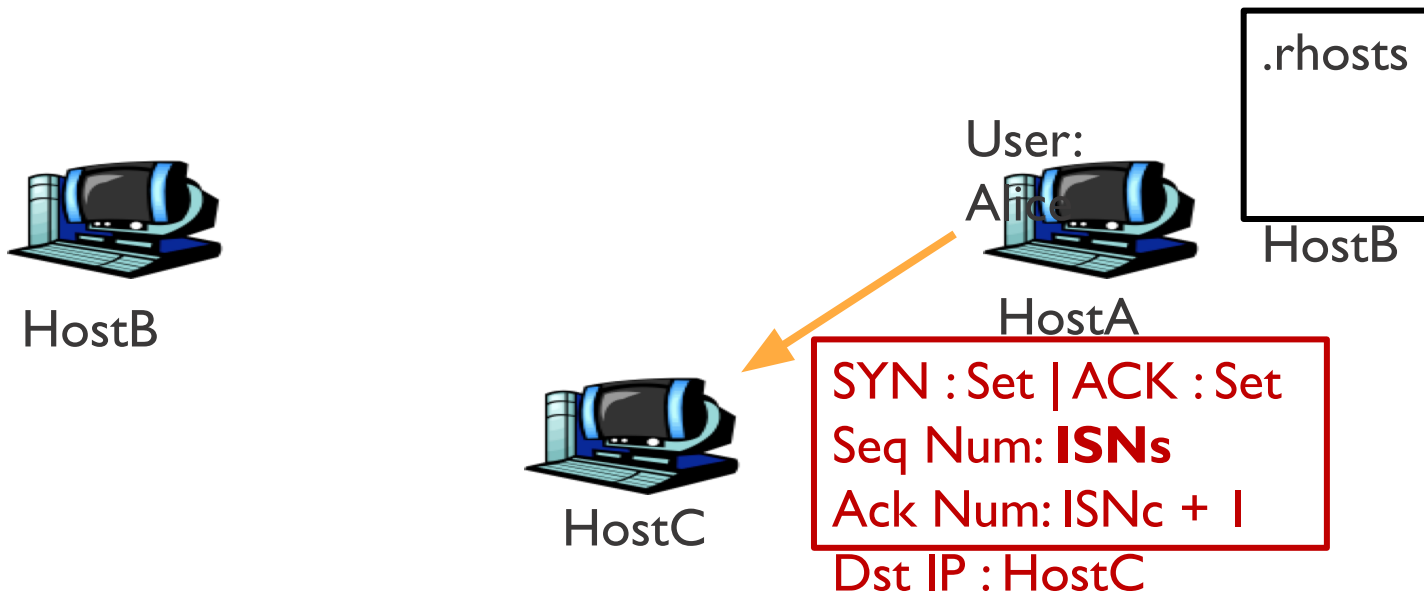 .rhosts
HostB
User:
Alice
HostA
HostB
HostC
SYN : Set | ACK : Set
Seq Num: ISNs
Ack Num: ISNc + 1
Dst IP : HostC